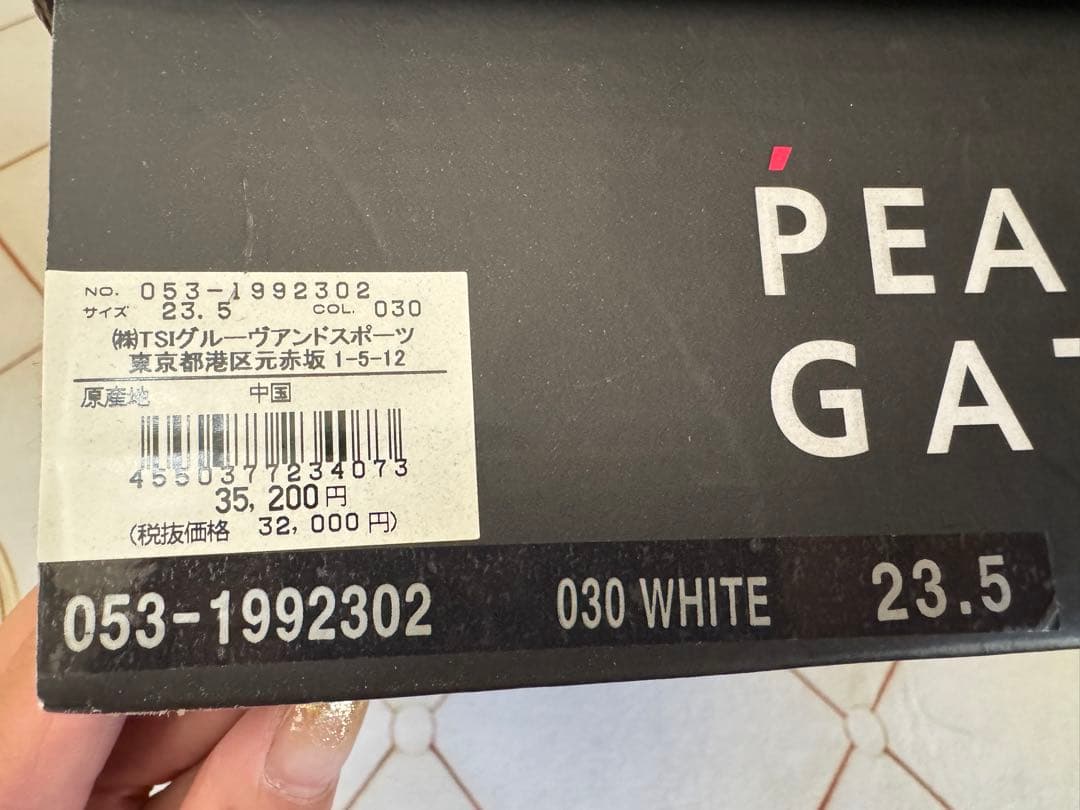 NO. 053-1992302
サイズ 23.5 COL. 030
㈱TSIグルーヴアンドスポーツ
東京都港区元赤坂 1-5-12
原産地 中国
4550377234073
35,200円
(税抜価格 32,000円)
PEA
GAT
053-1992302 030 WHITE 23.5